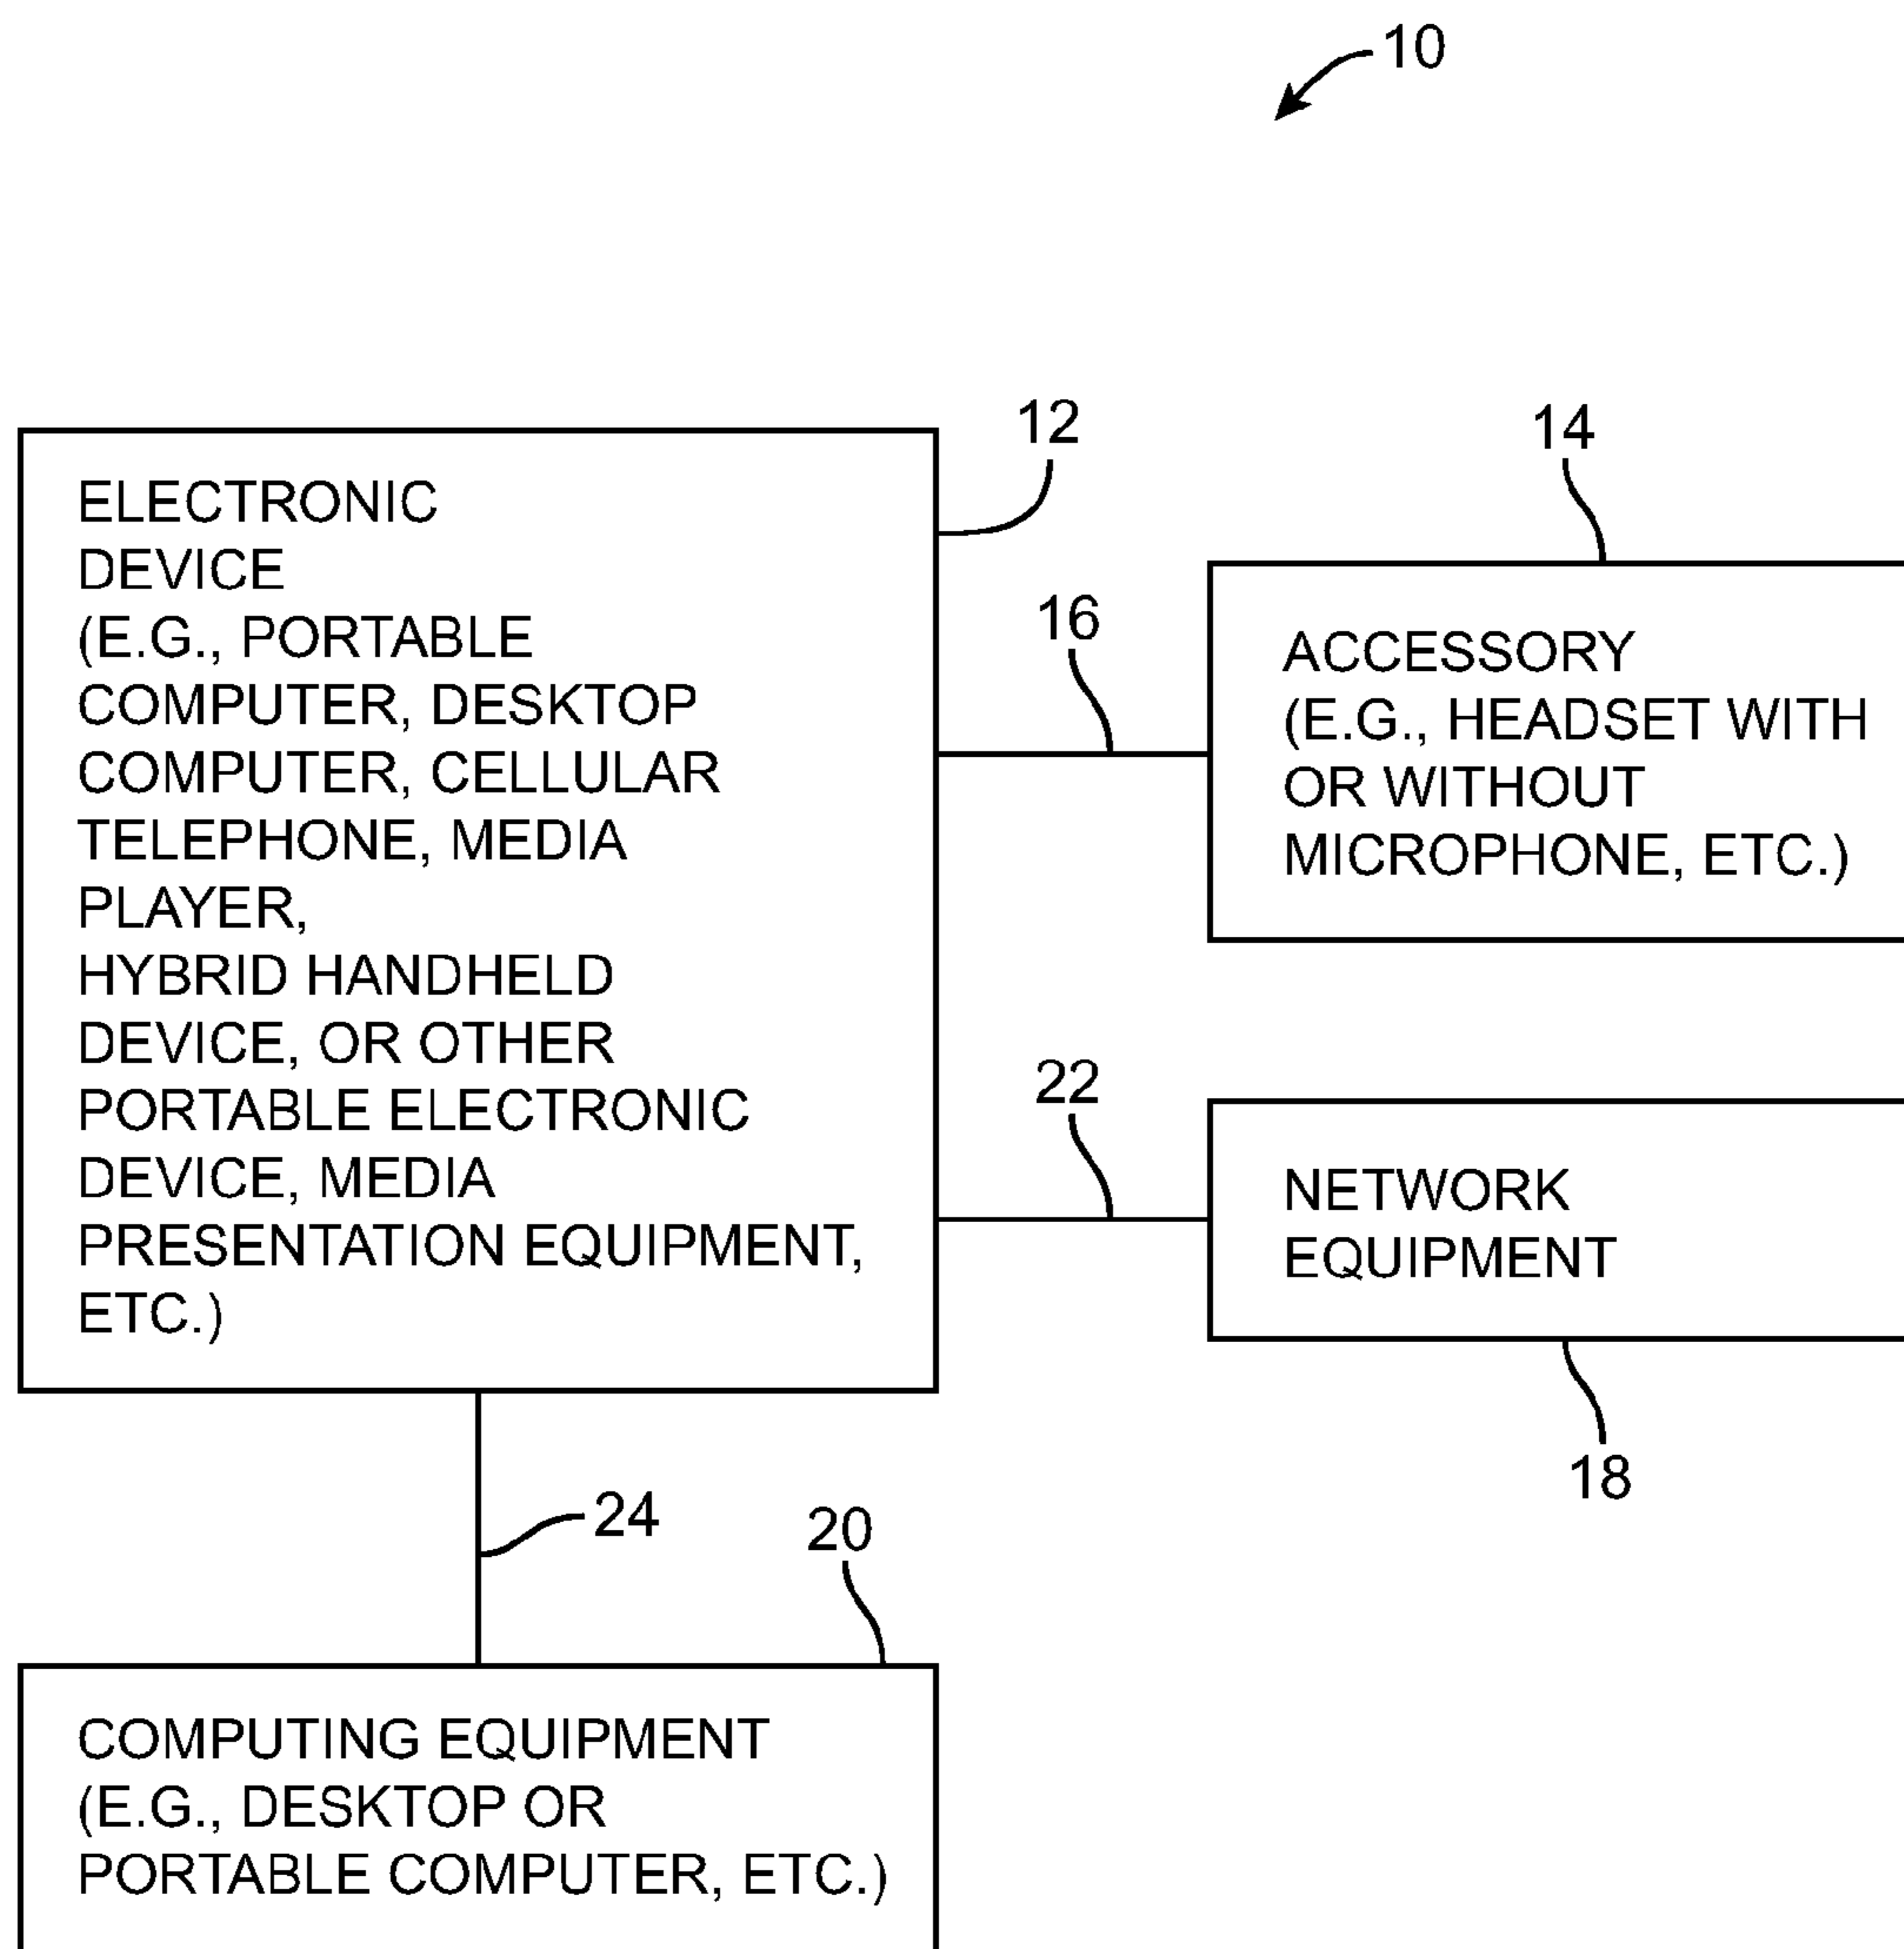 10
12
ELECTRONIC
DEVICE
(E.G., PORTABLE
COMPUTER, DESKTOP
COMPUTER, CELLULAR
TELEPHONE, MEDIA
PLAYER,
HYBRID HANDHELD
DEVICE, OR OTHER
PORTABLE ELECTRONIC
DEVICE, MEDIA
PRESENTATION EQUIPMENT,
ETC.)
14
16
ACCESSORY
(E.G., HEADSET WITH
OR WITHOUT
MICROPHONE, ETC.)
22
NETWORK
EQUIPMENT
18
24
20
COMPUTING EQUIPMENT
(E.G., DESKTOP OR
PORTABLE COMPUTER, ETC.)